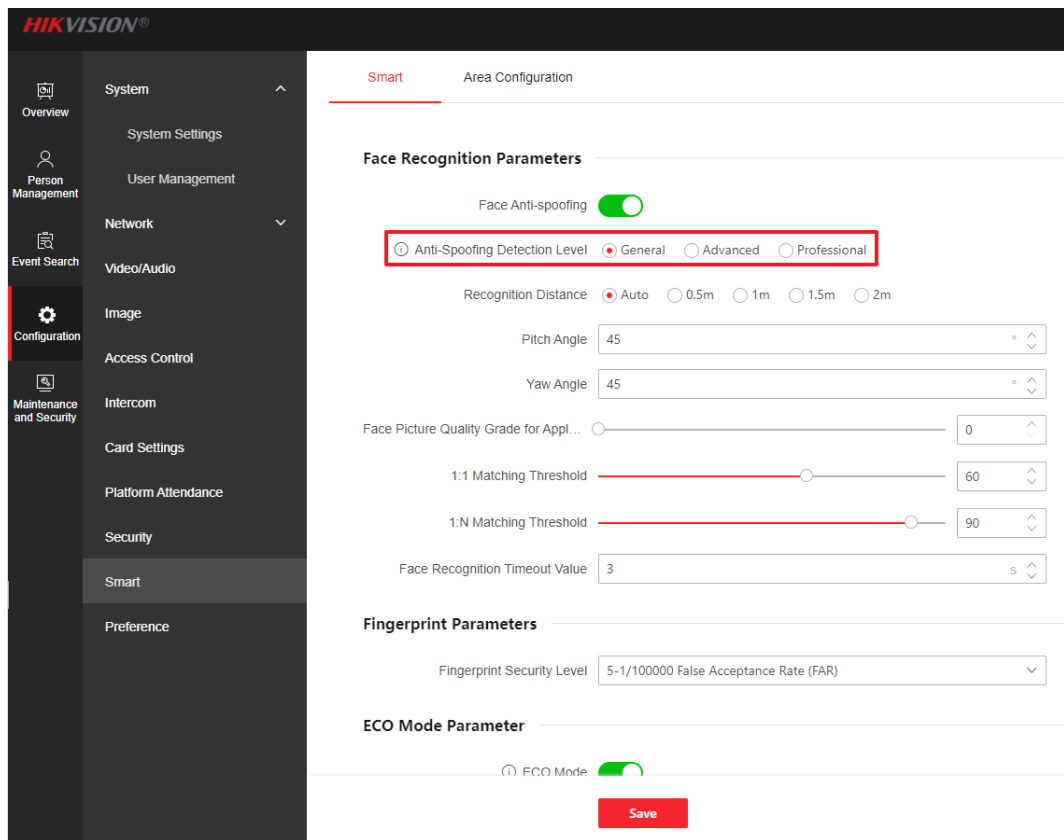 HIKVISION®
Overview
Person
Management
Event Search
Configuration
Maintenance
and Security
System
System Settings
User Management
Network
Video/Audio
Image
Access Control
Intercom
Card Settings
Platform Attendance
Security
Smart
Preference
Smart Area Configuration
Face Recognition Parameters
Face Anti-spoofing
Anti-Spoofing Detection Level General Advanced Professional
Recognition Distance Auto 0.5m 1m 1.5m 2m
Pitch Angle 45 °
Yaw Angle 45 °
Face Picture Quality Grade for Appl... 0
1:1 Matching Threshold 60
1:N Matching Threshold 90
Face Recognition Timeout Value 3 s
Fingerprint Parameters
Fingerprint Security Level 5-1/100000 False Acceptance Rate (FAR)
ECO Mode Parameter
ECO Mode
Save